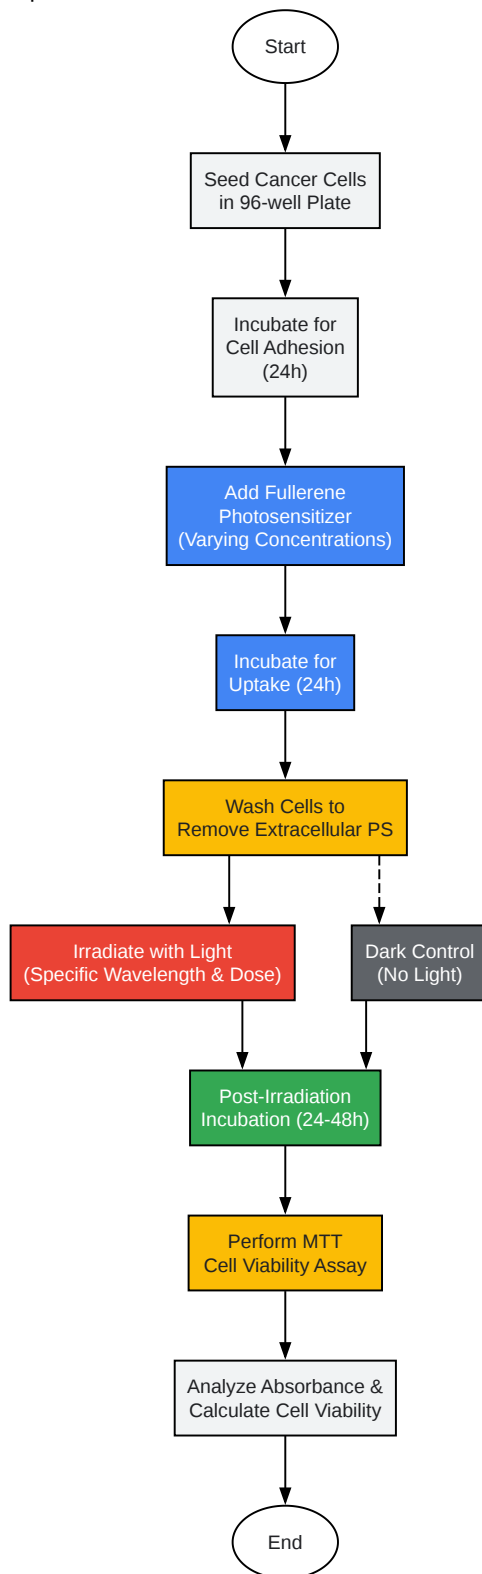 Start
Seed Cancer Cells
in 96-well Plate
Incubate for
Cell Adhesion
(24h)
Add Fullerene
Photosensitizer
(Varying Concentrations)
Incubate for
Uptake (24h)
Wash Cells to
Remove Extracellular PS
Irradiate with Light
(Specific Wavelength & Dose)
Dark Control
(No Light)
Post-Irradiation
Incubation (24-48h)
Perform MTT
Cell Viability Assay
Analyze Absorbance &
Calculate Cell Viability
End